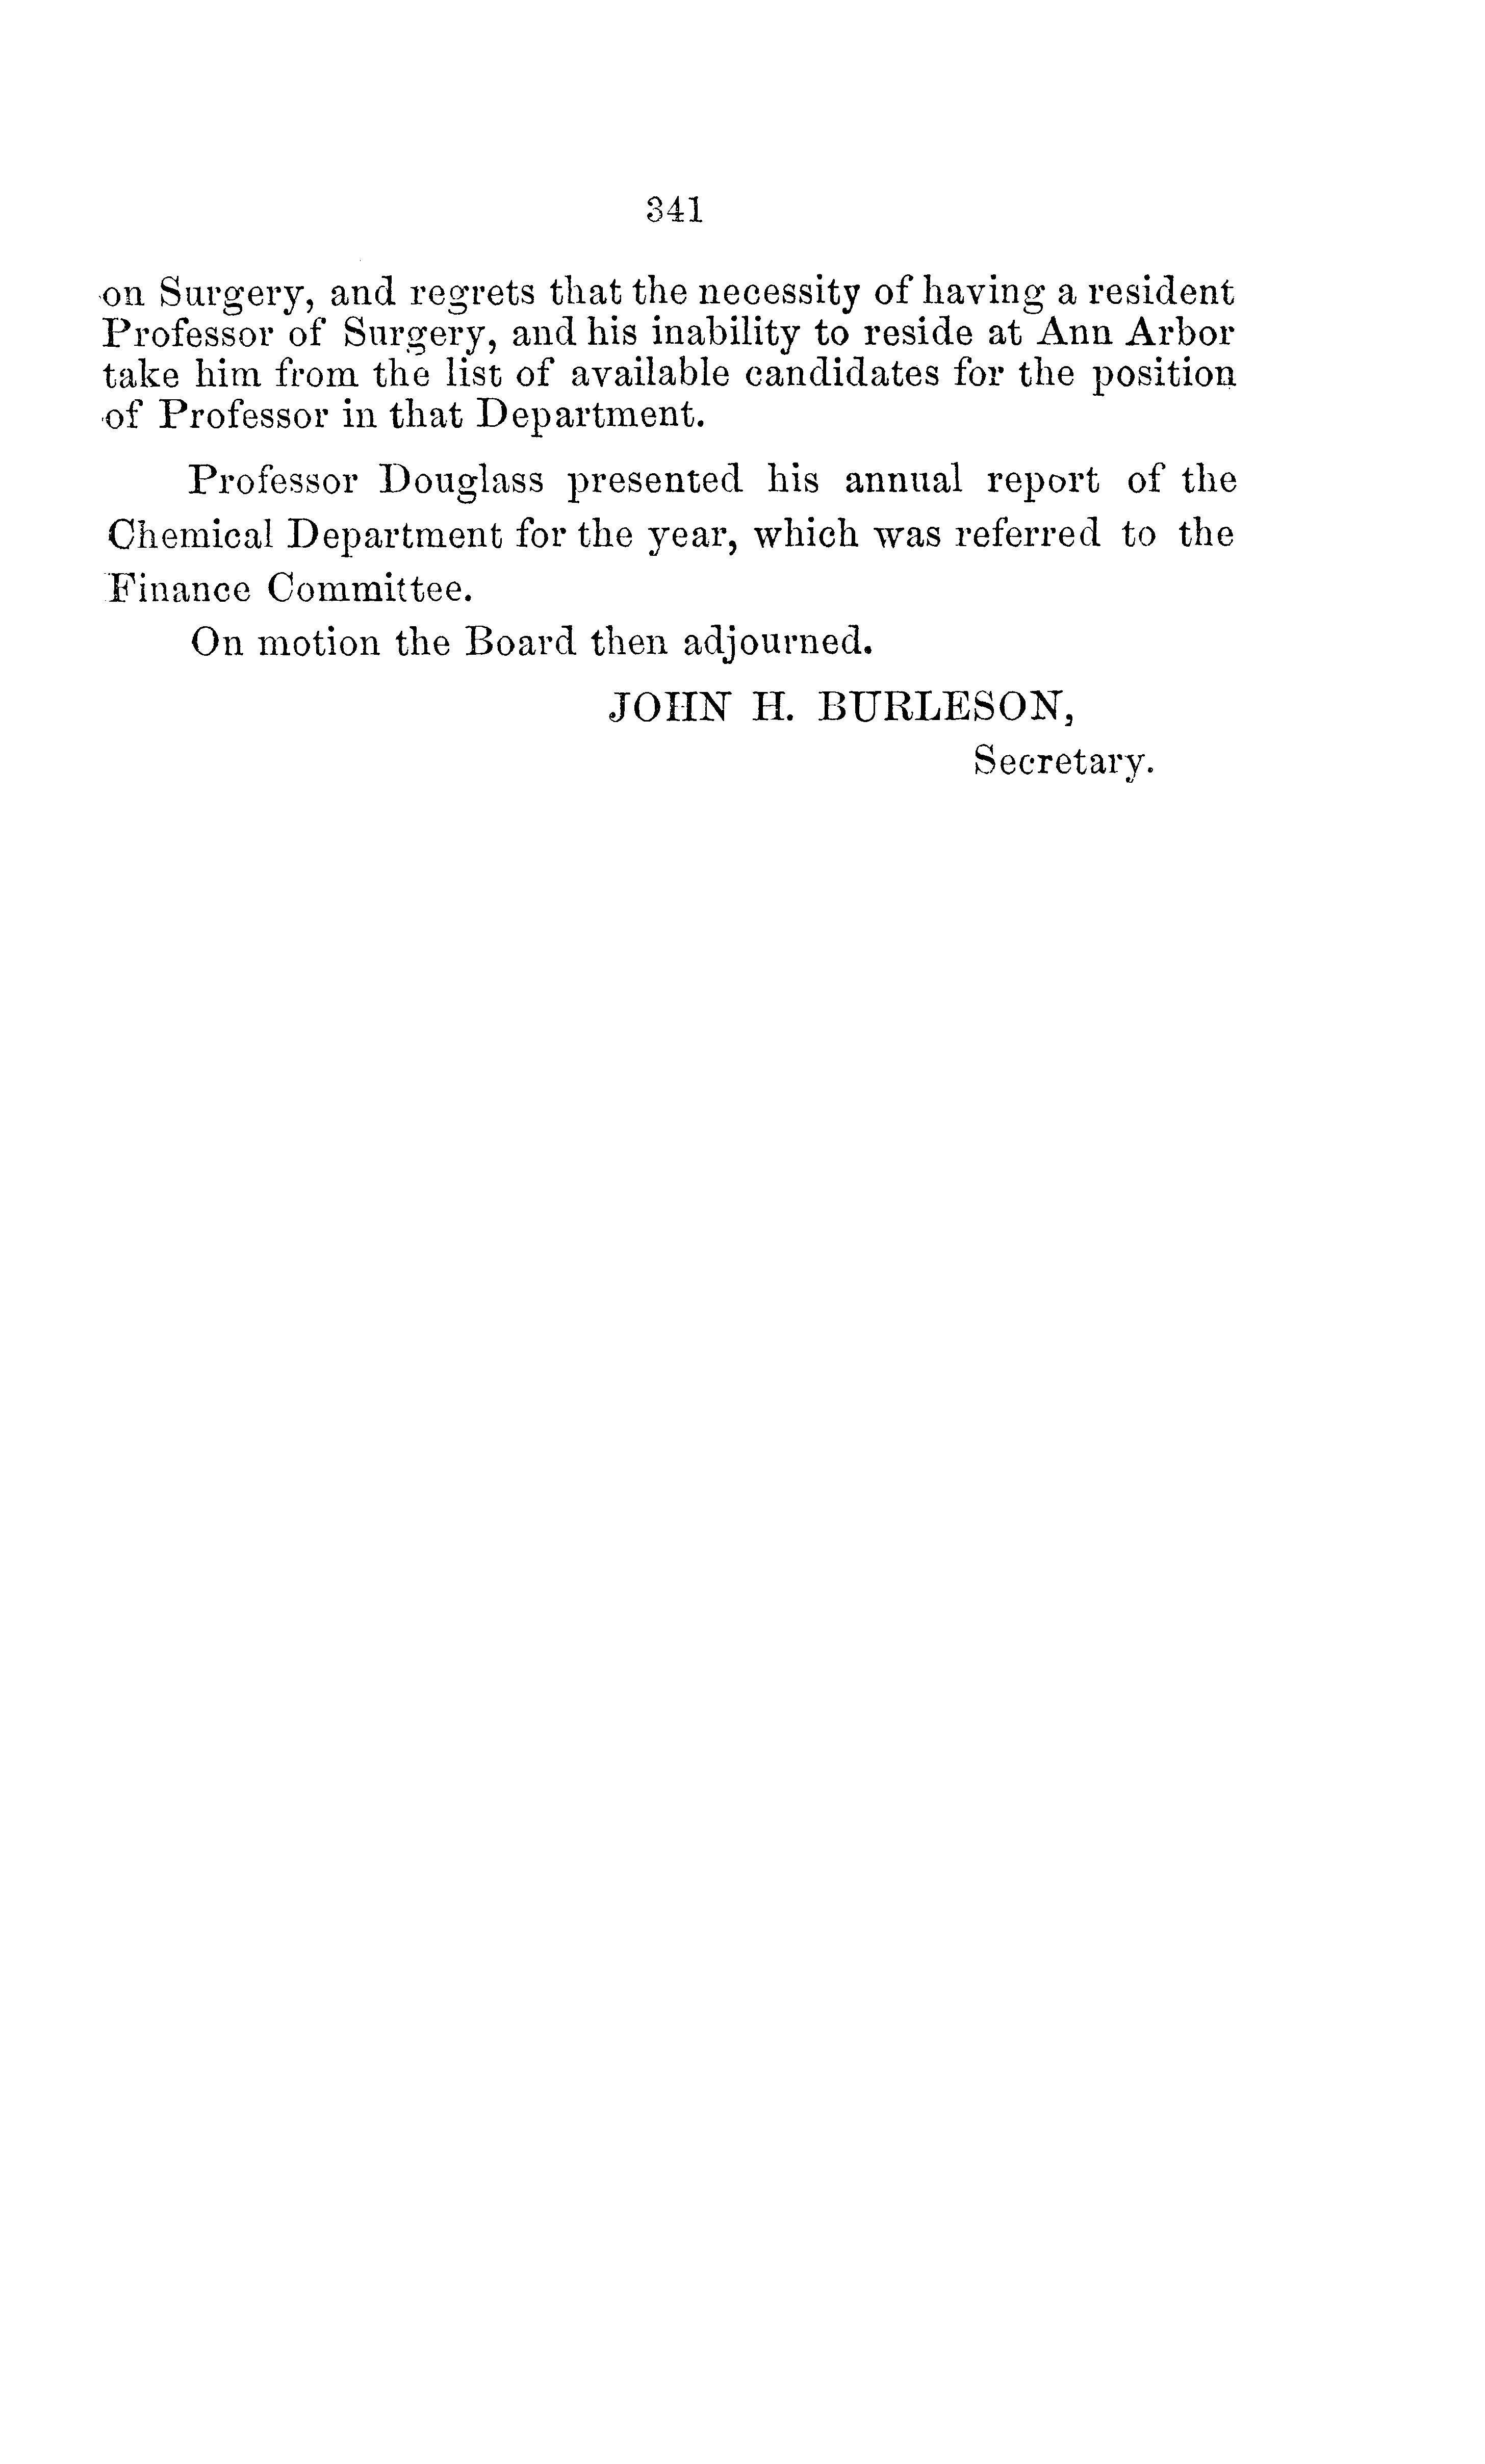 341
on Surgery, and regrets that the necessity of having a resident
Professor of Surgery, and his inability to reside at Ann Arbor
take him from the list of available candidates for the position
of Professor in that Department.
Professor Douglass presented his annual report of the
Chemical Department for the year, which was referred to the
Finance Committee.
On motion the Board then adjourned.
JOHN H. BURLESON,
Secretary.